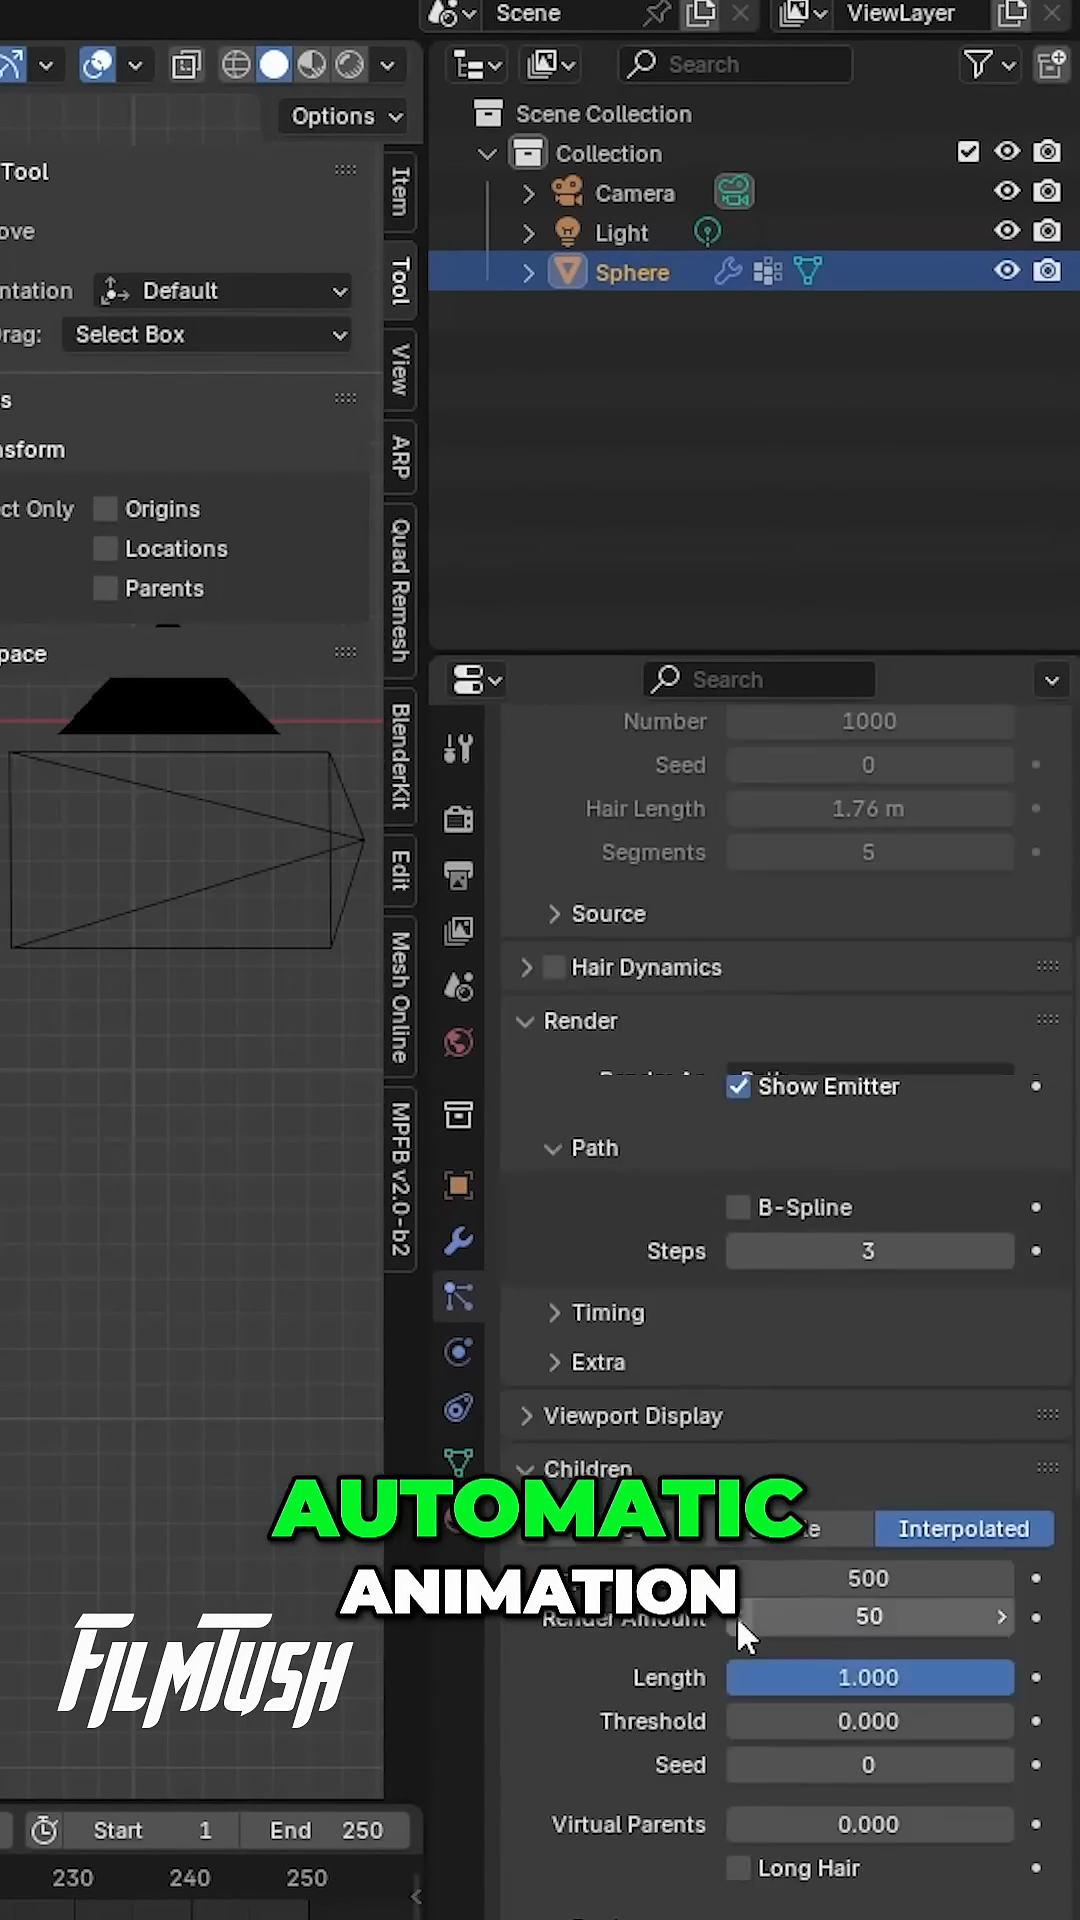 Scene
ViewLayer
Search
Options
Scene Collection
Collection
Camera
Light
Sphere
Tool
ove
ntation
Default
rag:
Select Box
s
nsform
ct Only
Origins
Locations
Parents
pace
Item
Tool
View
ARP
Quad Remesh
BlenderKit
Edit
Mesh Online
MPFB v2.0-b2
Search
Number 1000
Seed 0
Hair Length 1.76 m
Segments 5
Source
Hair Dynamics
Render
Show Emitter
Path
B-Spline
Steps 3
Timing
Extra
Viewport Display
Children
Interpolated
AUTOMATIC
ANIMATION
500
Render Amount 50
FILMTUSH
Length 1.000
Threshold 0.000
Seed 0
Virtual Parents 0.000
Long Hair
Start 1
End 250
230 240 250